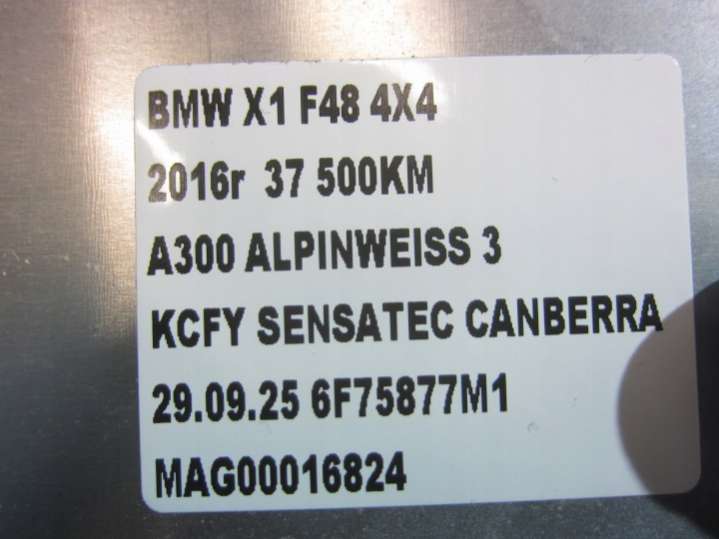 BMW X1 F48 4X4
2016r 37 500KM
A300 ALPINWEISS 3
KCFY SENSATEC CANBERRA
29.09.25 6F75877M1
MAG00016824